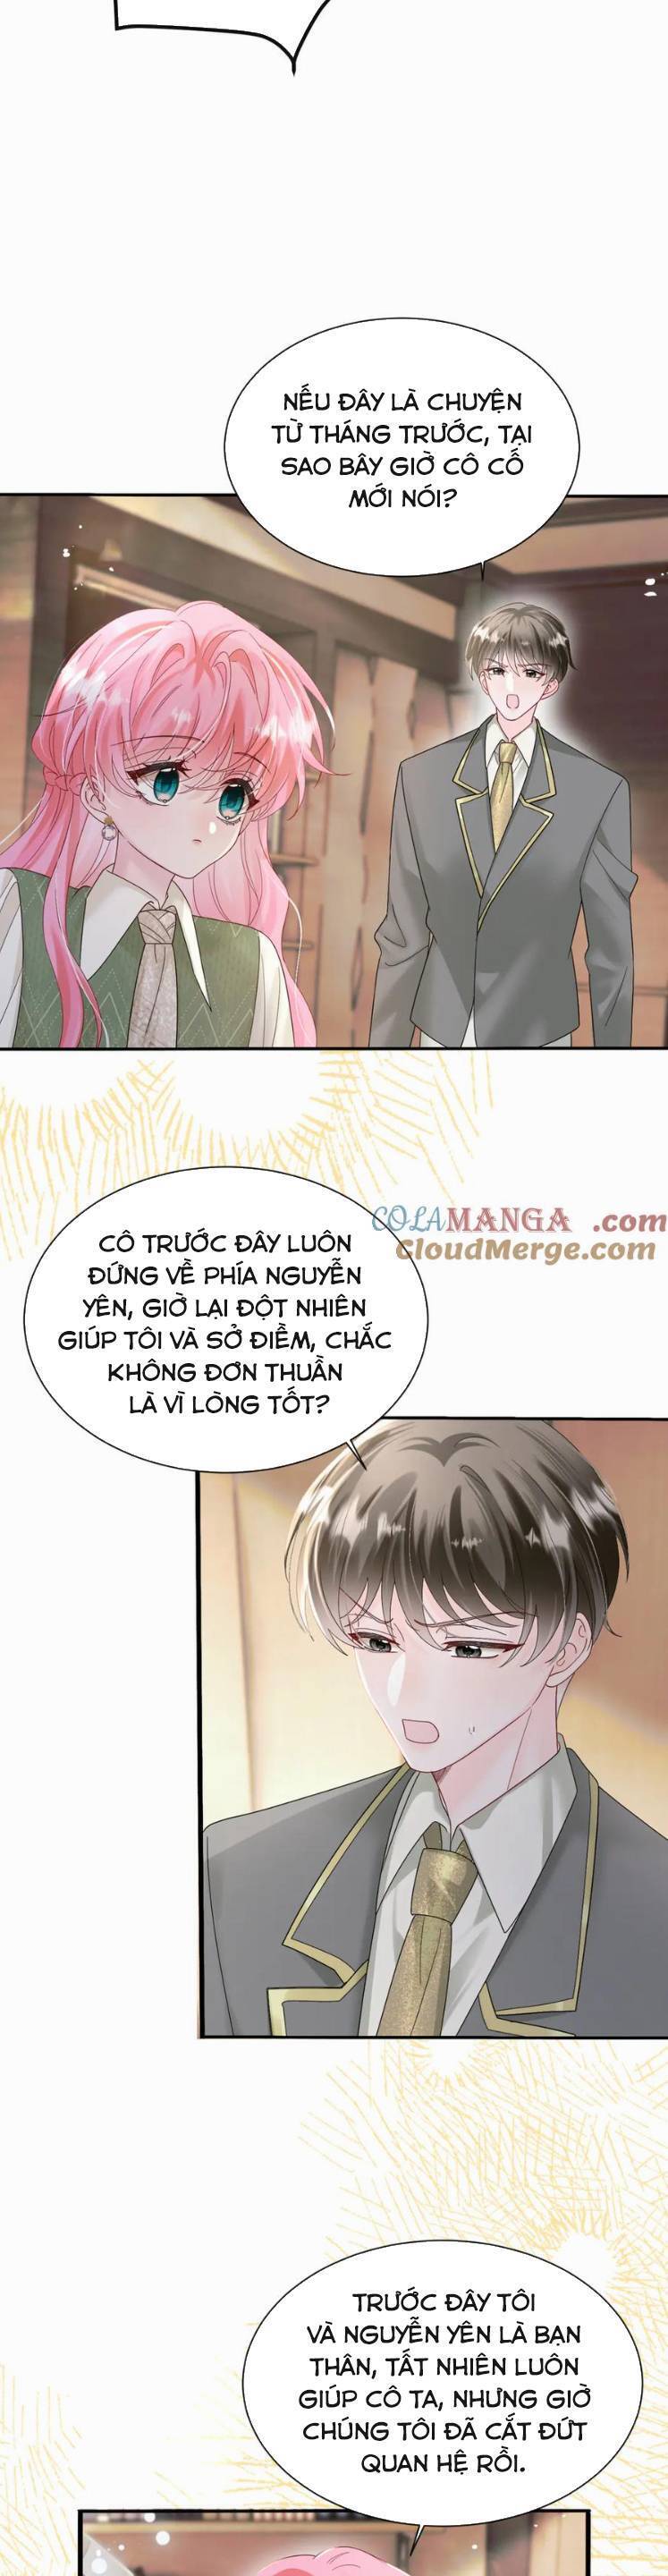 NẾU ĐÂY LÀ CHUYỆN
TỪ THÁNG TRƯỚC, TẠI
SAO BÂY GIỜ CÔ CỐ
MỚI NÓI?
COLAMANGA .com
CloudMerge.com
CÔ TRƯỚC ĐÂY LUÔN
ĐỨNG VỀ PHÍA NGUYỄN
YÊN, GIỜ LẠI ĐỘT NHIÊN
GIÚP TÔI VÀ SỞ ĐIỀM, CHẮC
KHÔNG ĐƠN THUẦN
LÀ VÌ LÒNG TỐT?
TRƯỚC ĐÂY TÔI
VÀ NGUYỄN YÊN LÀ BẠN
THÂN, TẤT NHIÊN LUÔN
GIÚP CÔ TA, NHƯNG GIỜ
CHÚNG TÔI ĐÃ CẮT ĐỨT
QUAN HỆ RỒI.